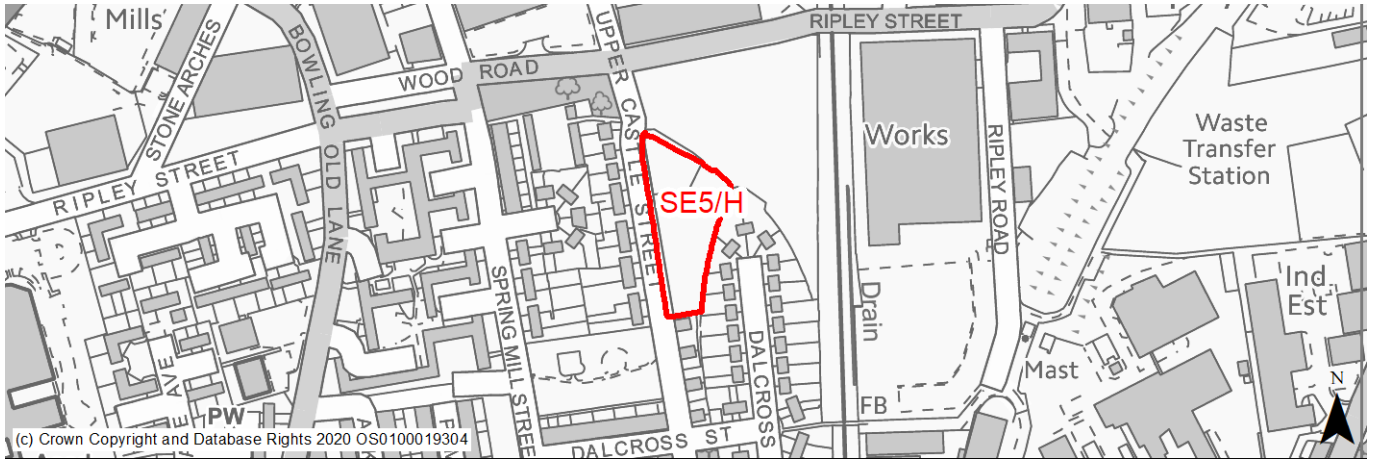 Mills
STONE ARCHES
BOWLING OLD LANE
WOOD ROAD
UPPER CASTLE STREET
RIPLEY STREET
RIPLEY STREET
Works
RIPLEY ROAD
Waste
Transfer
Station
SE5/H
SPRING MILL STREET
Drain
DALCROSS
Ind
Est
Mast
N
PW
FB
DALCROSS ST
(c) Crown Copyright and Database Rights 2020 OS0100019304